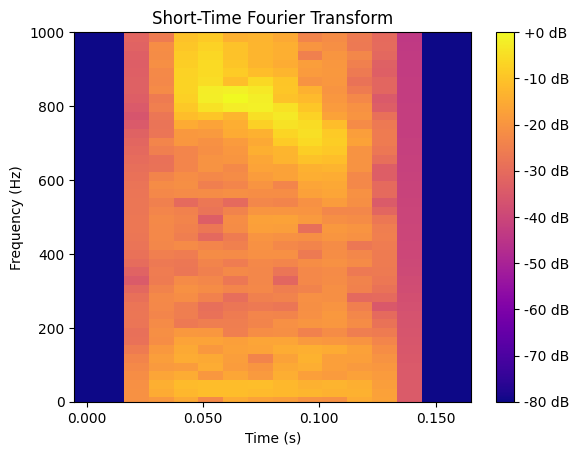 Short-Time Fourier Transform
1000
800
600
400
200
0
Frequency (Hz)
0.000
0.050
0.100
0.150
Time (s)
+0 dB
-10 dB
-20 dB
-30 dB
-40 dB
-50 dB
-60 dB
-70 dB
-80 dB